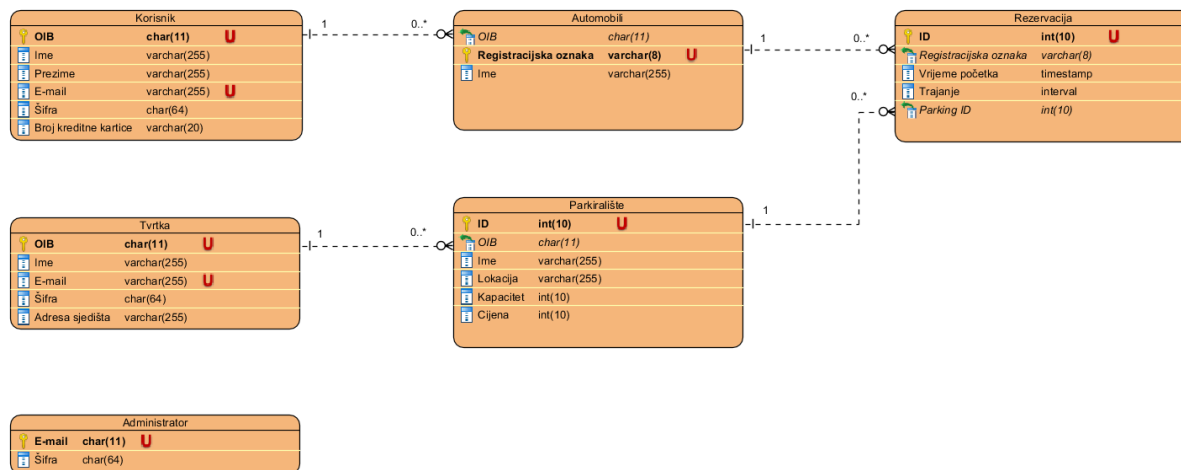 Korisnik
OIB char(11) U
Ime varchar(255)
Prezime varchar(255)
E-mail varchar(255) U
Šifra char(64)
Broj kreditne kartice varchar(20)
1 0..*
Automobili
OIB char(11)
Registracijska oznaka varchar(8) U
Ime varchar(255)
1 0..*
Rezervacija
ID int(10) U
Registracijska oznaka varchar(8)
Vrijeme početka timestamp
Trajanje interval
Parking ID int(10)
0..*
Tvrtka
OIB char(11) U
Ime varchar(255)
E-mail varchar(255) U
Šifra char(64)
Adresa sjedišta varchar(255)
1 0..*
Parkiralište
ID int(10) U
OIB char(11)
Ime varchar(255)
Lokacija varchar(255)
Kapacitet int(10)
Cijena int(10)
1
Administrator
E-mail char(11) U
Šifra char(64)